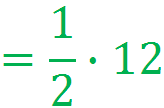 = 1/2 · 12